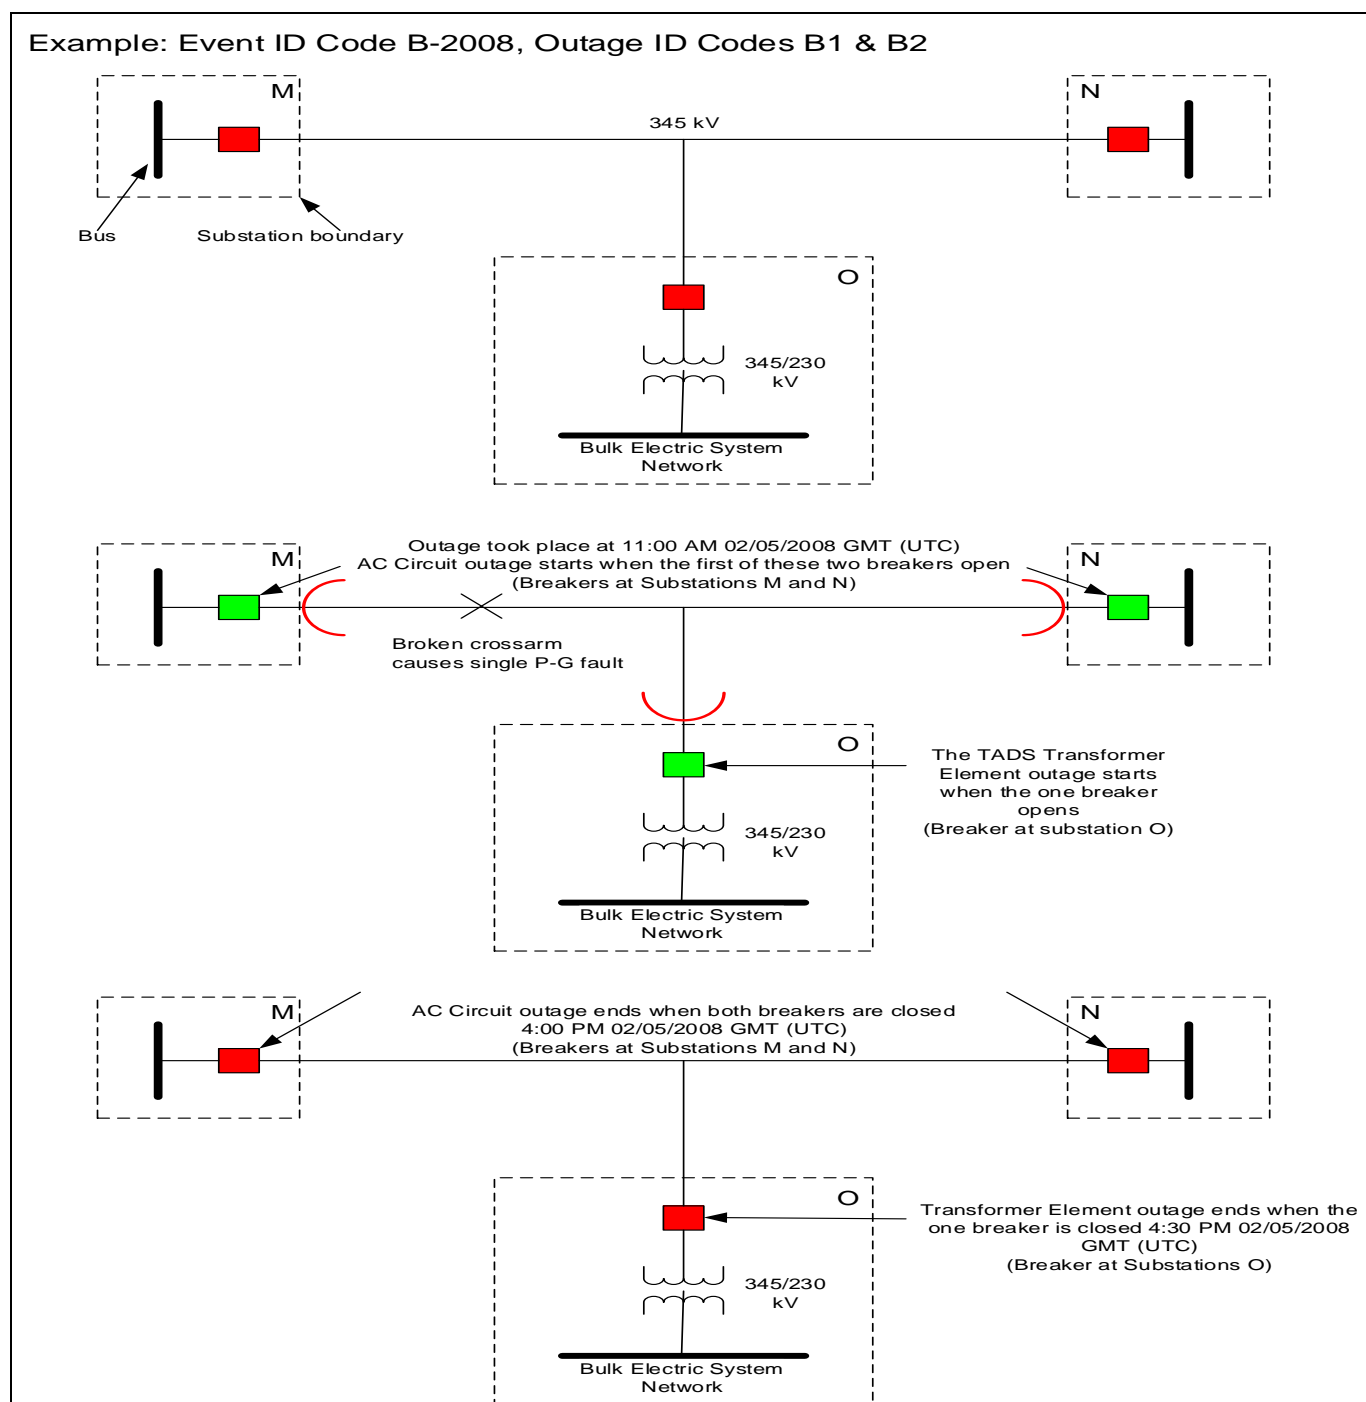 Example: Event ID Code B-2008, Outage ID Codes B1 & B2
M
N
345 kV
Bus
Substation boundary
O
345/230
kV
Bulk Electric System
Network
Outage took place at 11:00 AM 02/05/2008 GMT (UTC)
M
AC Circuit outage starts when the first of these two breakers open
N
(Breakers at Substations M and N)
Broken crossarm
causes single P-G fault
O
The TADS Transformer
Element outage starts
when the one breaker
opens
(Breaker at substation O)
345/230
kV
Bulk Electric System
Network
M
AC Circuit outage ends when both breakers are closed
N
4:00 PM 02/05/2008 GMT (UTC)
(Breakers at Substations M and N)
O
Transformer Element outage ends when the
one breaker is closed 4:30 PM 02/05/2008
GMT (UTC)
(Breaker at Substations O)
345/230
kV
Bulk Electric System
Network